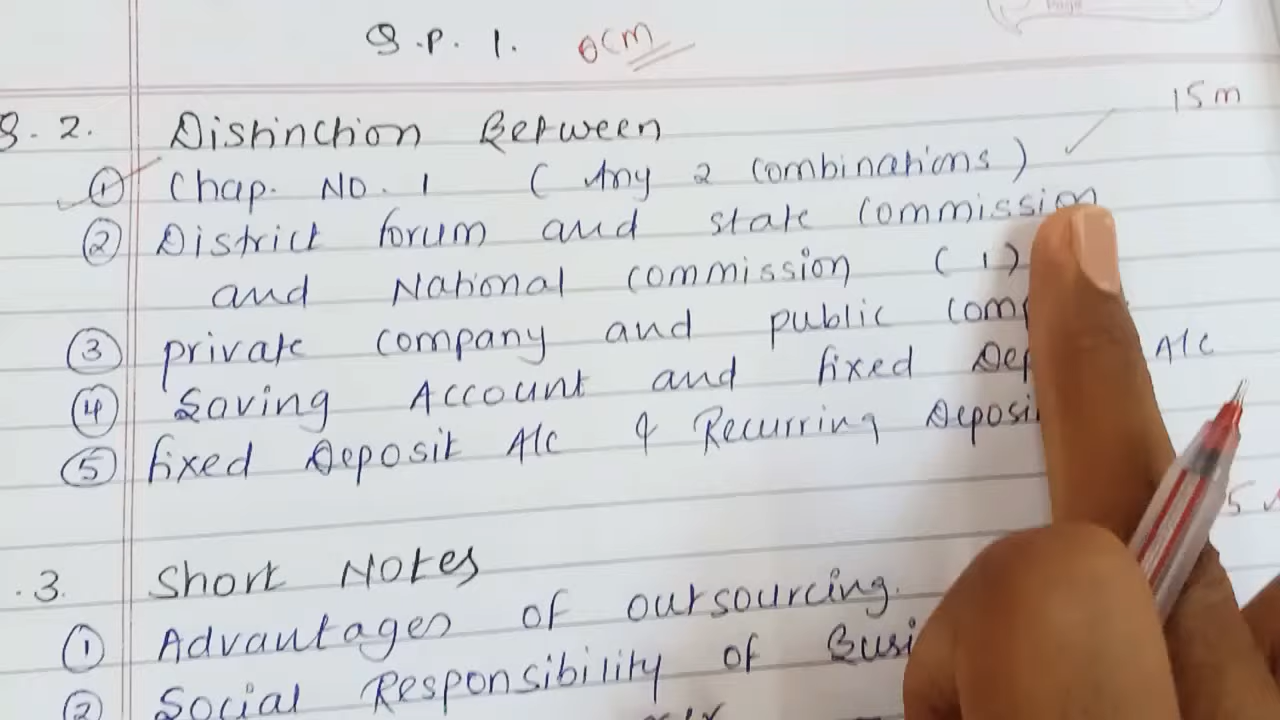 Page
S.P. 1. OCM
15m
Q.2. Distinction Between
① Chap. No. 1 (Any 2 combinations) ✓
② District forum and state commission
and National commission (1)
③ private company and public
④ Saving Account and fixed A/c
⑤ fixed Deposit A/c & Recurring
.3. Short Notes
① Advantages of outsourcing.
② Social Responsibility of